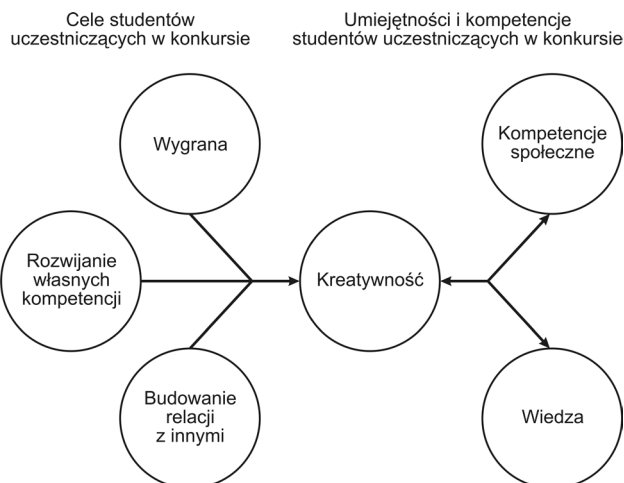 Cele studentów
uczestniczących w konkursie
Umiejętności i kompetencje
studentów uczestniczących w konkursie
Wygrana
Kompetencje
społeczne
Rozwijanie
własnych
kompetencji
Kreatywność
Budowanie
relacji
z innymi
Wiedza